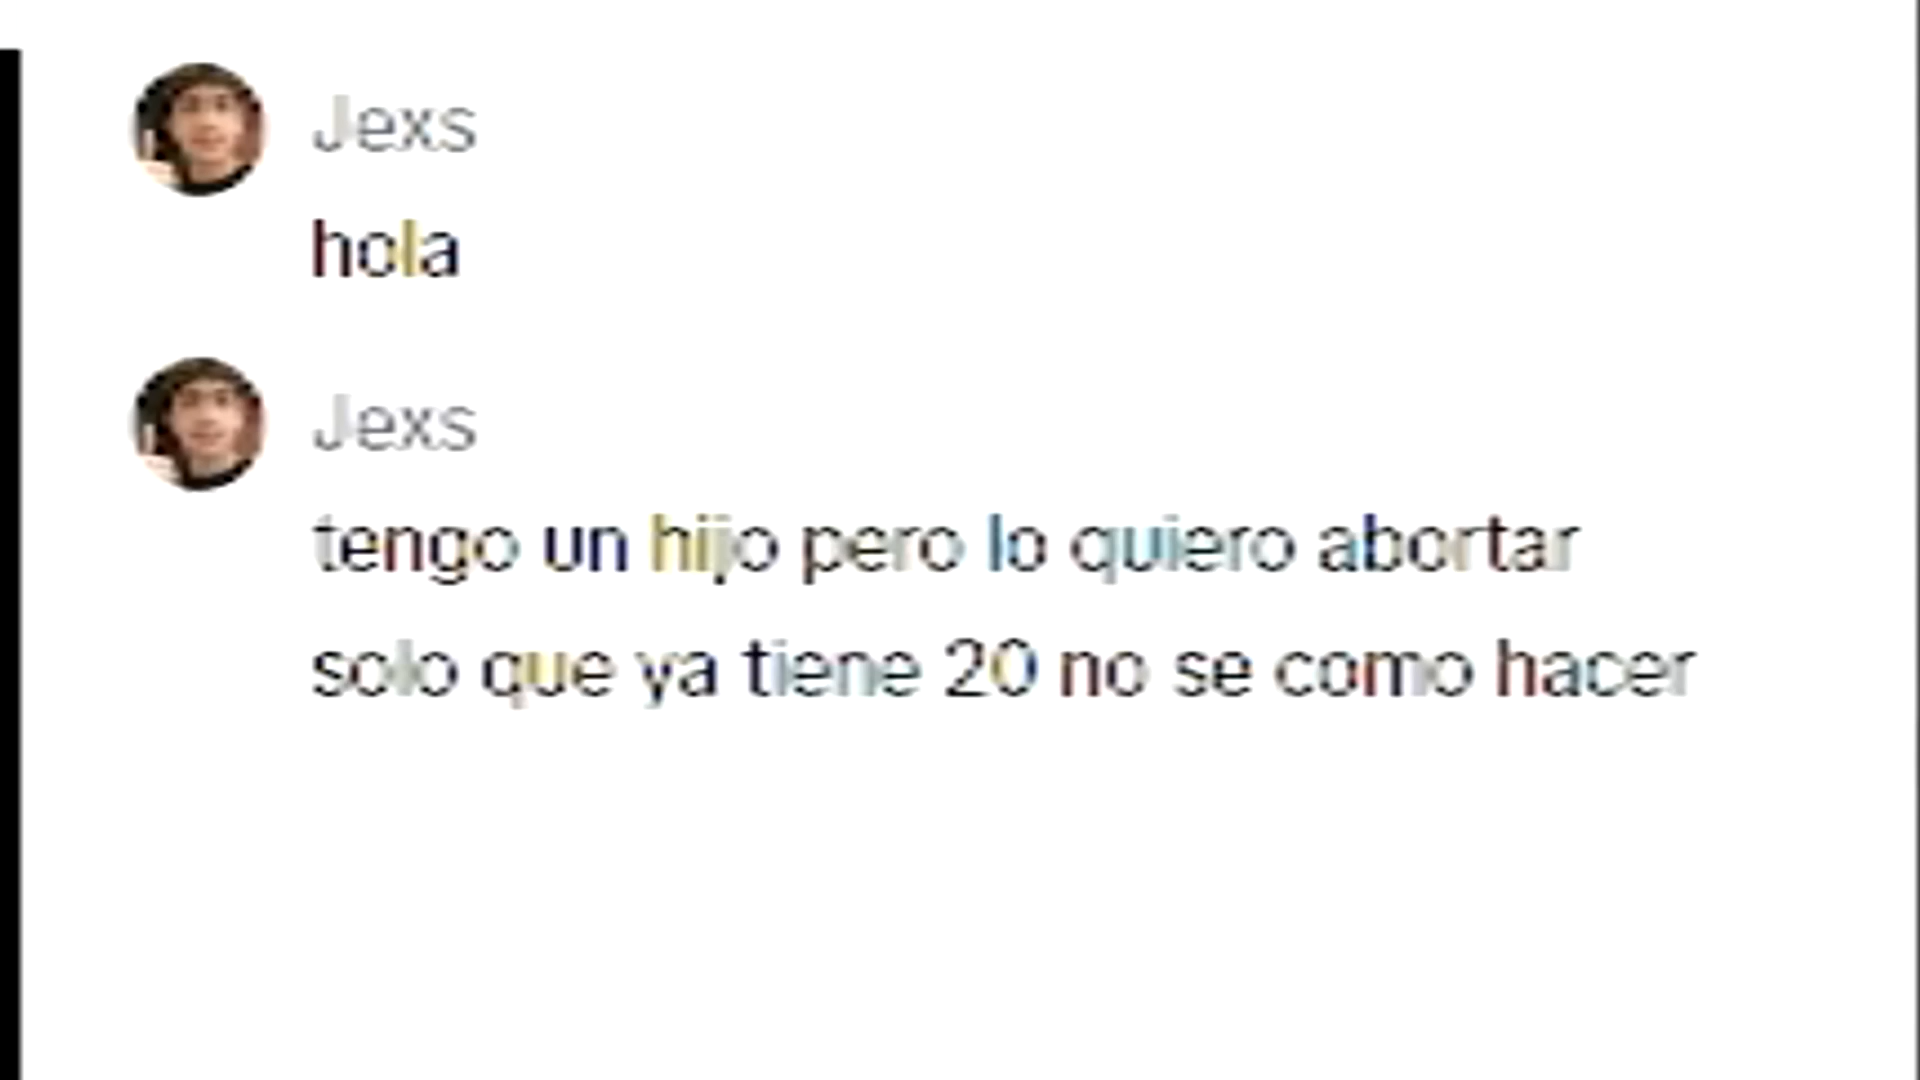 Jexs
hola
Jexs
tengo un hijo pero lo quiero abortar
solo que ya tiene 20 no se como hacer